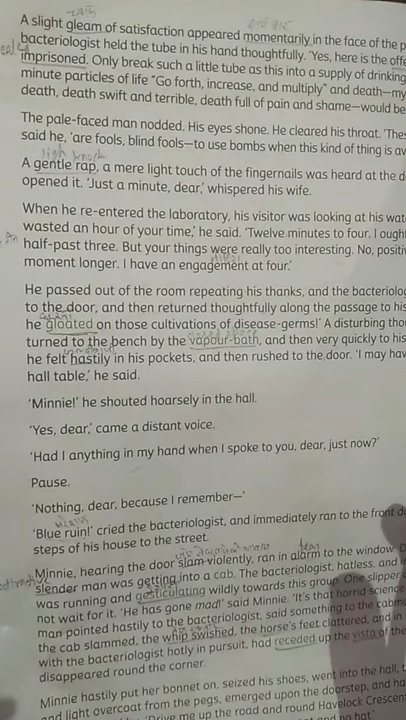 A slight gleam of satisfaction appeared momentarily in the face of the
bacteriologist held the tube in his hand thoughtfully. 'Yes, here is the
imprisoned. Only break such a little tube as this into a supply of drinking
minute particles of life "Go forth, increase, and multiply" and death—my
death, death swift and terrible, death full of pain and shame—would be
The pale-faced man nodded. His eyes shone. He cleared his throat.
said he, 'are fools, blind fools—to use bombs when this kind of thing is
A gentle rap, a mere light touch of the fingernails was heard at the
opened it. 'Just a minute, dear,' whispered his wife.
When he re-entered the laboratory, his visitor was looking at his
wasted an hour of your time,' he said. 'Twelve minutes to four. I
half-past three. But your things were really too interesting. No,
moment longer. I have an engagement at four.'
He passed out of the room repeating his thanks, and the
to the door, and then returned thoughtfully along the passage to his
he gloated on those cultivations of disease-germs!' A disturbing
turned to the bench by the vapour-bath, and then very quickly to his
he felt hastily in his pockets, and then rushed to the door. 'I may
hall table,' he said.
'Minnie!' he shouted hoarsely in the hall.
'Yes, dear,' came a distant voice.
'Had I anything in my hand when I spoke to you, dear, just now?'
Pause.
'Nothing, dear, because I remember—'
'Blue ruin!' cried the bacteriologist, and immediately ran to the front
steps of his house to the street.
Minnie, hearing the door slam violently, ran in alarm to the window.
slender man was getting into a cab. The bacteriologist, hatless, and
was running and gesticulating wildly towards this group. One slipper
not wait for it. 'He has gone mad!' said Minnie. 'It's that horrid science
man pointed hastily to the bacteriologist, said something to the
the cab slammed, the whip swished, the horse's feet clattered, and in
with the bacteriologist hotly in pursuit, had receded up the vista of the
disappeared round the corner.
Minnie hastily put her bonnet on, seized his shoes, went into the hall,
and light overcoat from the pegs, emerged upon the doorstep, and
'Drive me up the road and round Havelock
and no hat.'